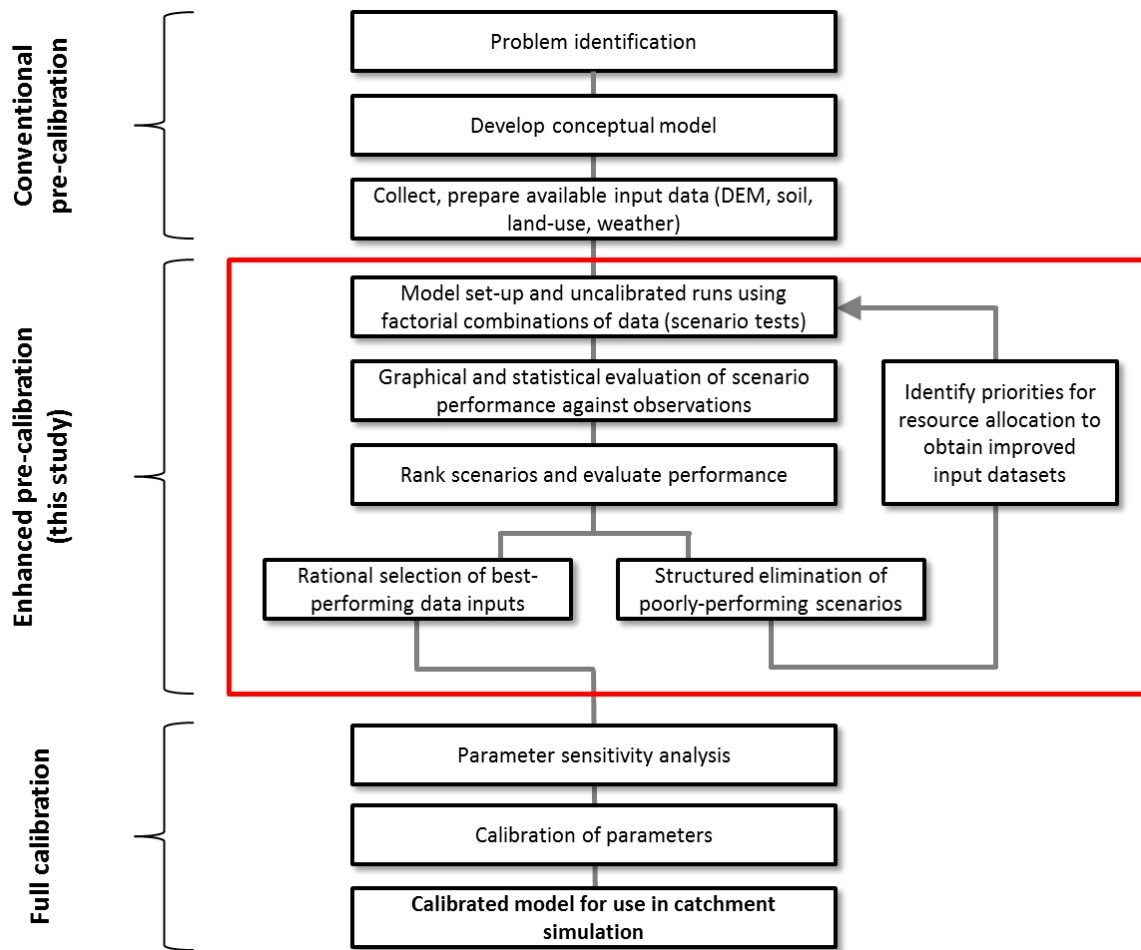 Conventional
pre-calibration
Problem identification
Develop conceptual model
Collect, prepare available input data (DEM, soil,
land-use, weather)
Enhanced pre-calibration
(this study)
Model set-up and uncalibrated runs using
factorial combinations of data (scenario tests)
Graphical and statistical evaluation of scenario
performance against observations
Rank scenarios and evaluate performance
Identify priorities for
resource allocation to
obtain improved
input datasets
Rational selection of best-
performing data inputs
Structured elimination of
poorly-performing scenarios
Full calibration
Parameter sensitivity analysis
Calibration of parameters
Calibrated model for use in catchment
simulation